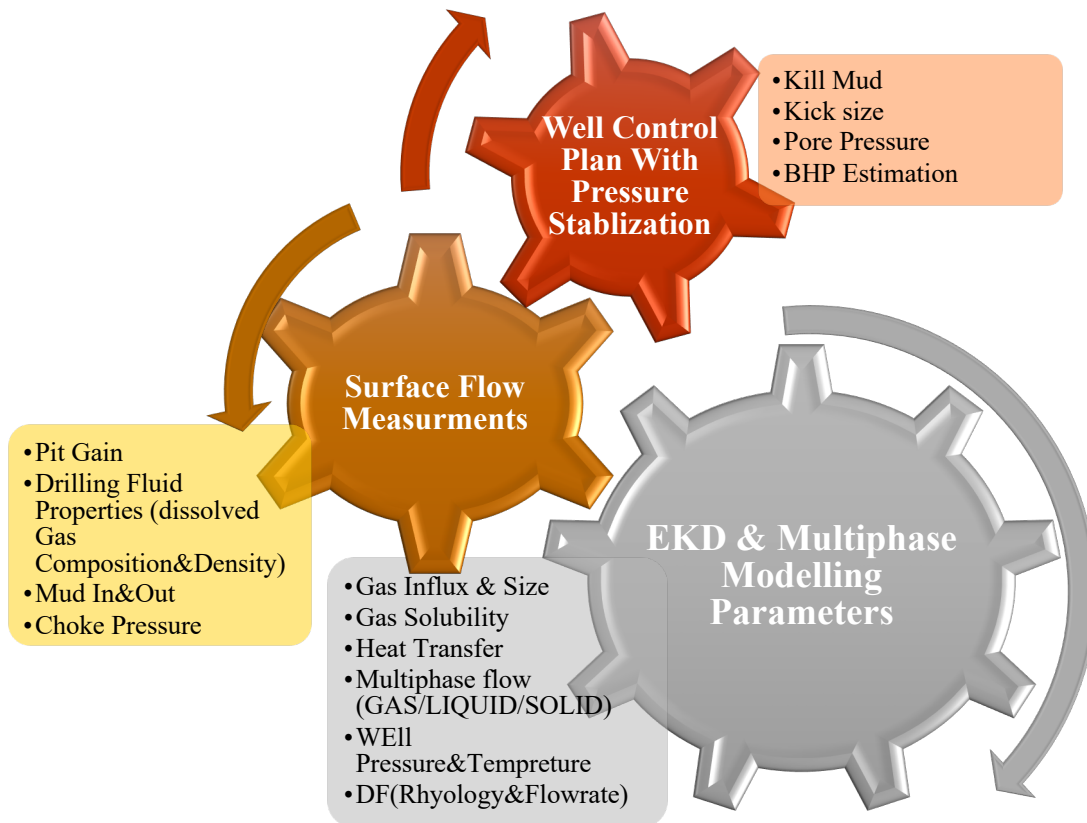 Well Control
Plan With
Pressure
Stablization
•Kill Mud
•Kick size
•Pore Pressure
•BHP Estimation
Surface Flow
Measurments
•Pit Gain
•Drilling Fluid
Properties (dissolved
Gas
Composition&Density)
•Mud In&Out
•Choke Pressure
EKD & Multiphase
Modelling
Parameters
•Gas Influx & Size
•Gas Solubility
•Heat Transfer
•Multiphase flow
(GAS/LIQUID/SOLID)
•WEll
Pressure&Tempreture
•DF(Rhyology&Flowrate)